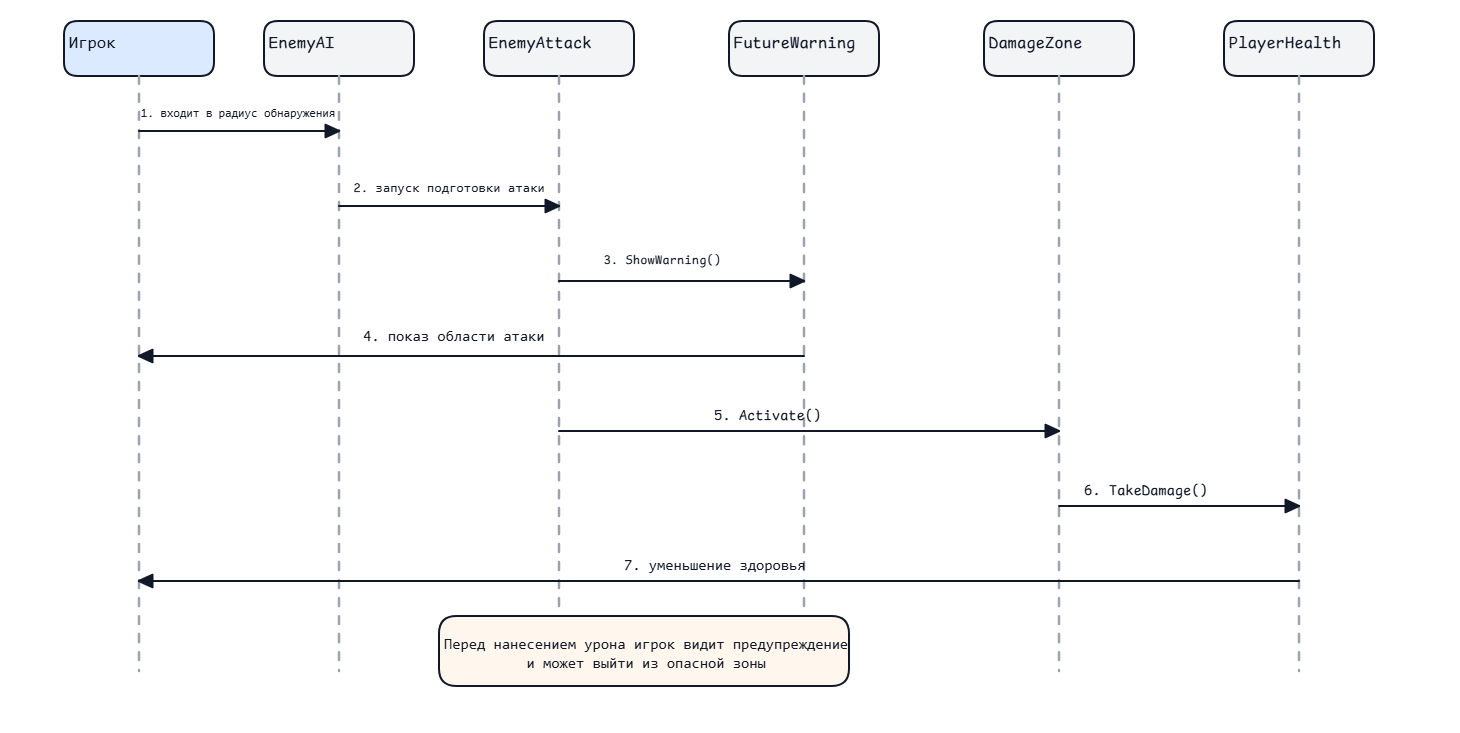 Игрок
EnemyAI
EnemyAttack
FutureWarning
DamageZone
PlayerHealth
1. входит в радиус обнаружения
2. запуск подготовки атаки
3. ShowWarning()
4. показ области атаки
5. Activate()
6. TakeDamage()
7. уменьшение здоровья
Перед нанесением урона игрок видит предупреждение
и может выйти из опасной зоны